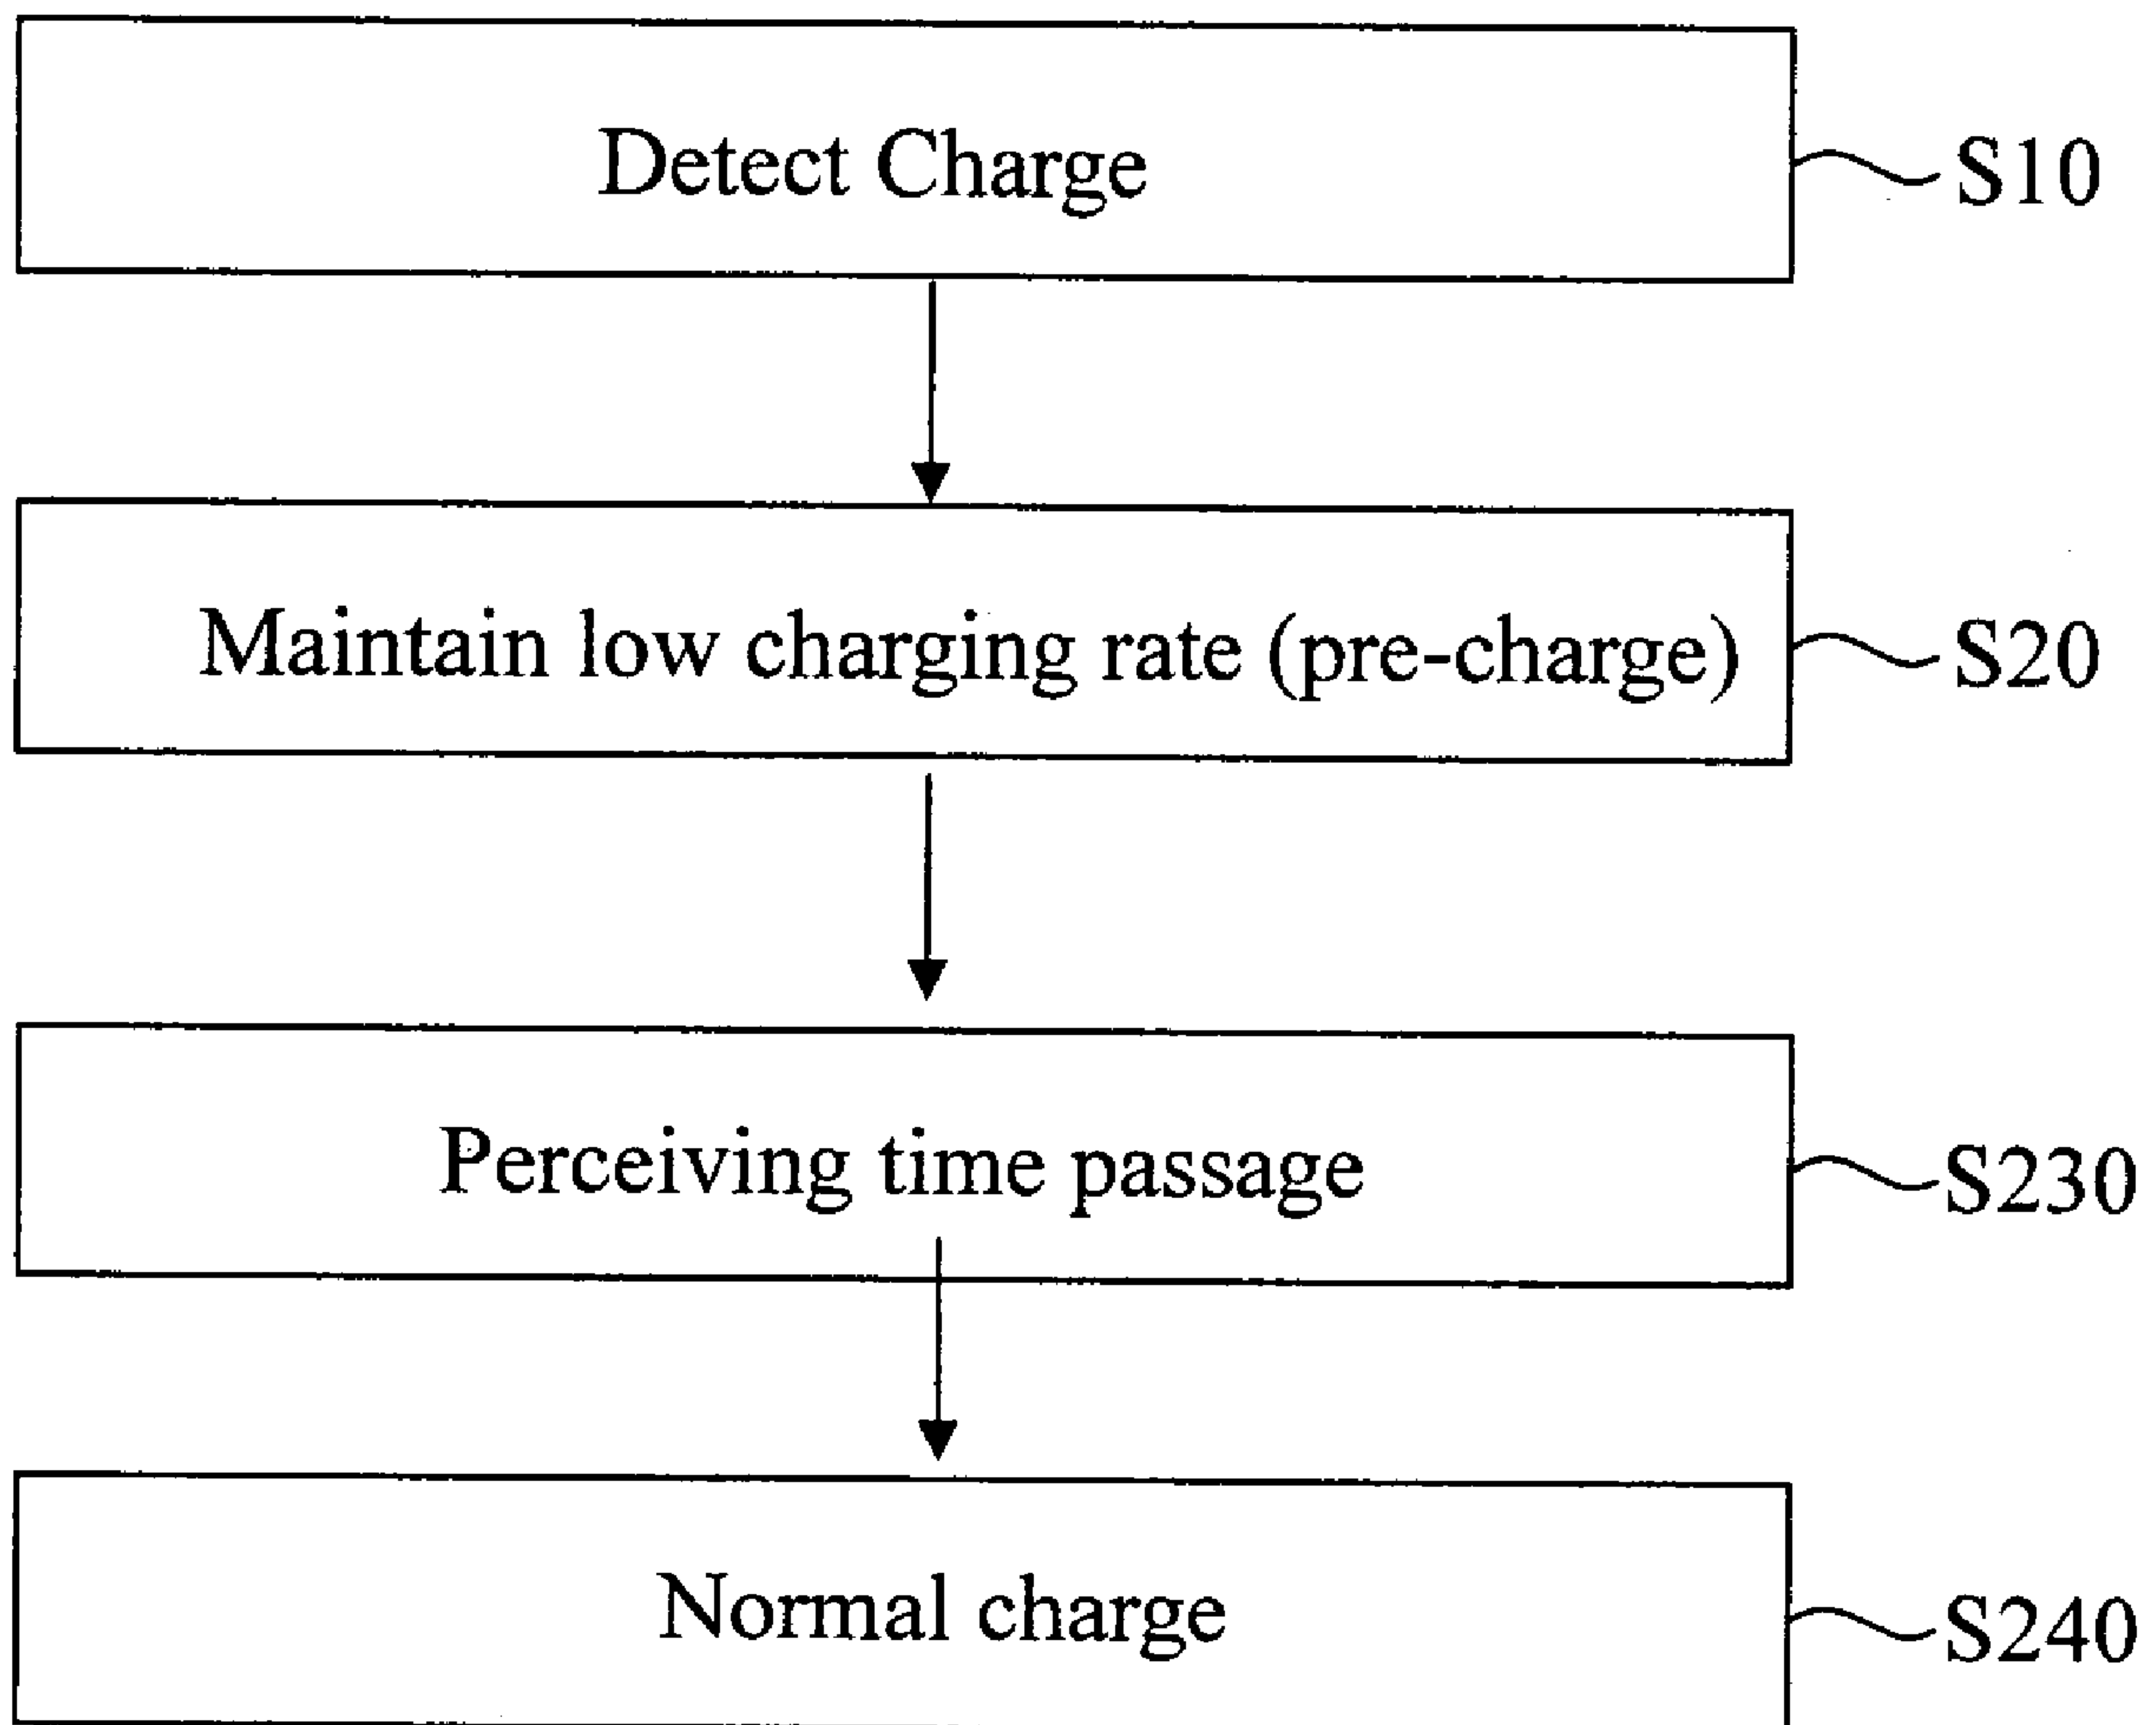 Detect Charge
S10
Maintain low charging rate (pre-charge)
S20
Perceiving time passage
S230
Normal charge
S240